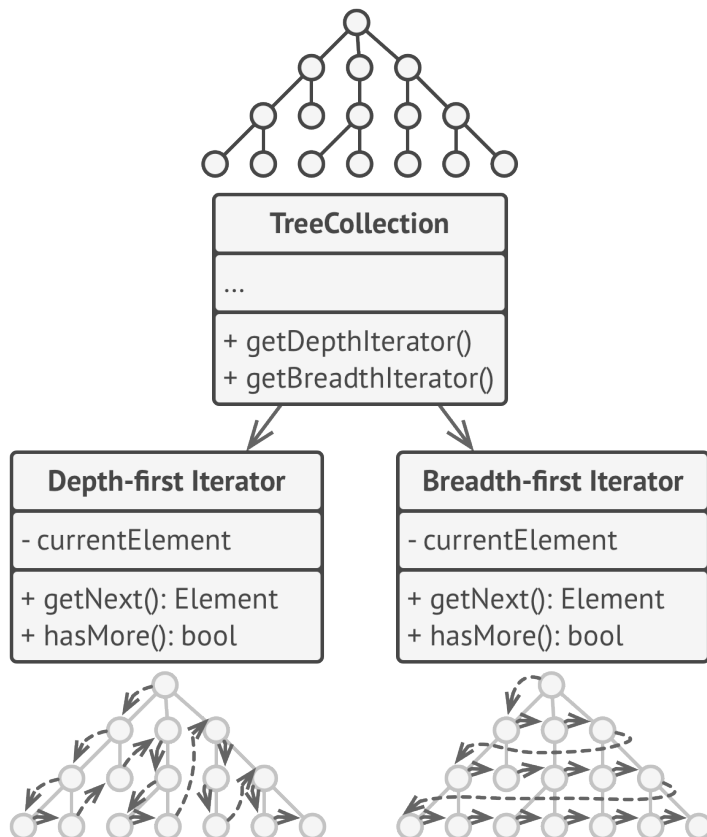 TreeCollection
...
+ getDepthIterator()
+ getBreadthIterator()
Depth-first Iterator
- currentElement
+ getNext(): Element
+ hasMore(): bool
Breadth-first Iterator
- currentElement
+ getNext(): Element
+ hasMore(): bool